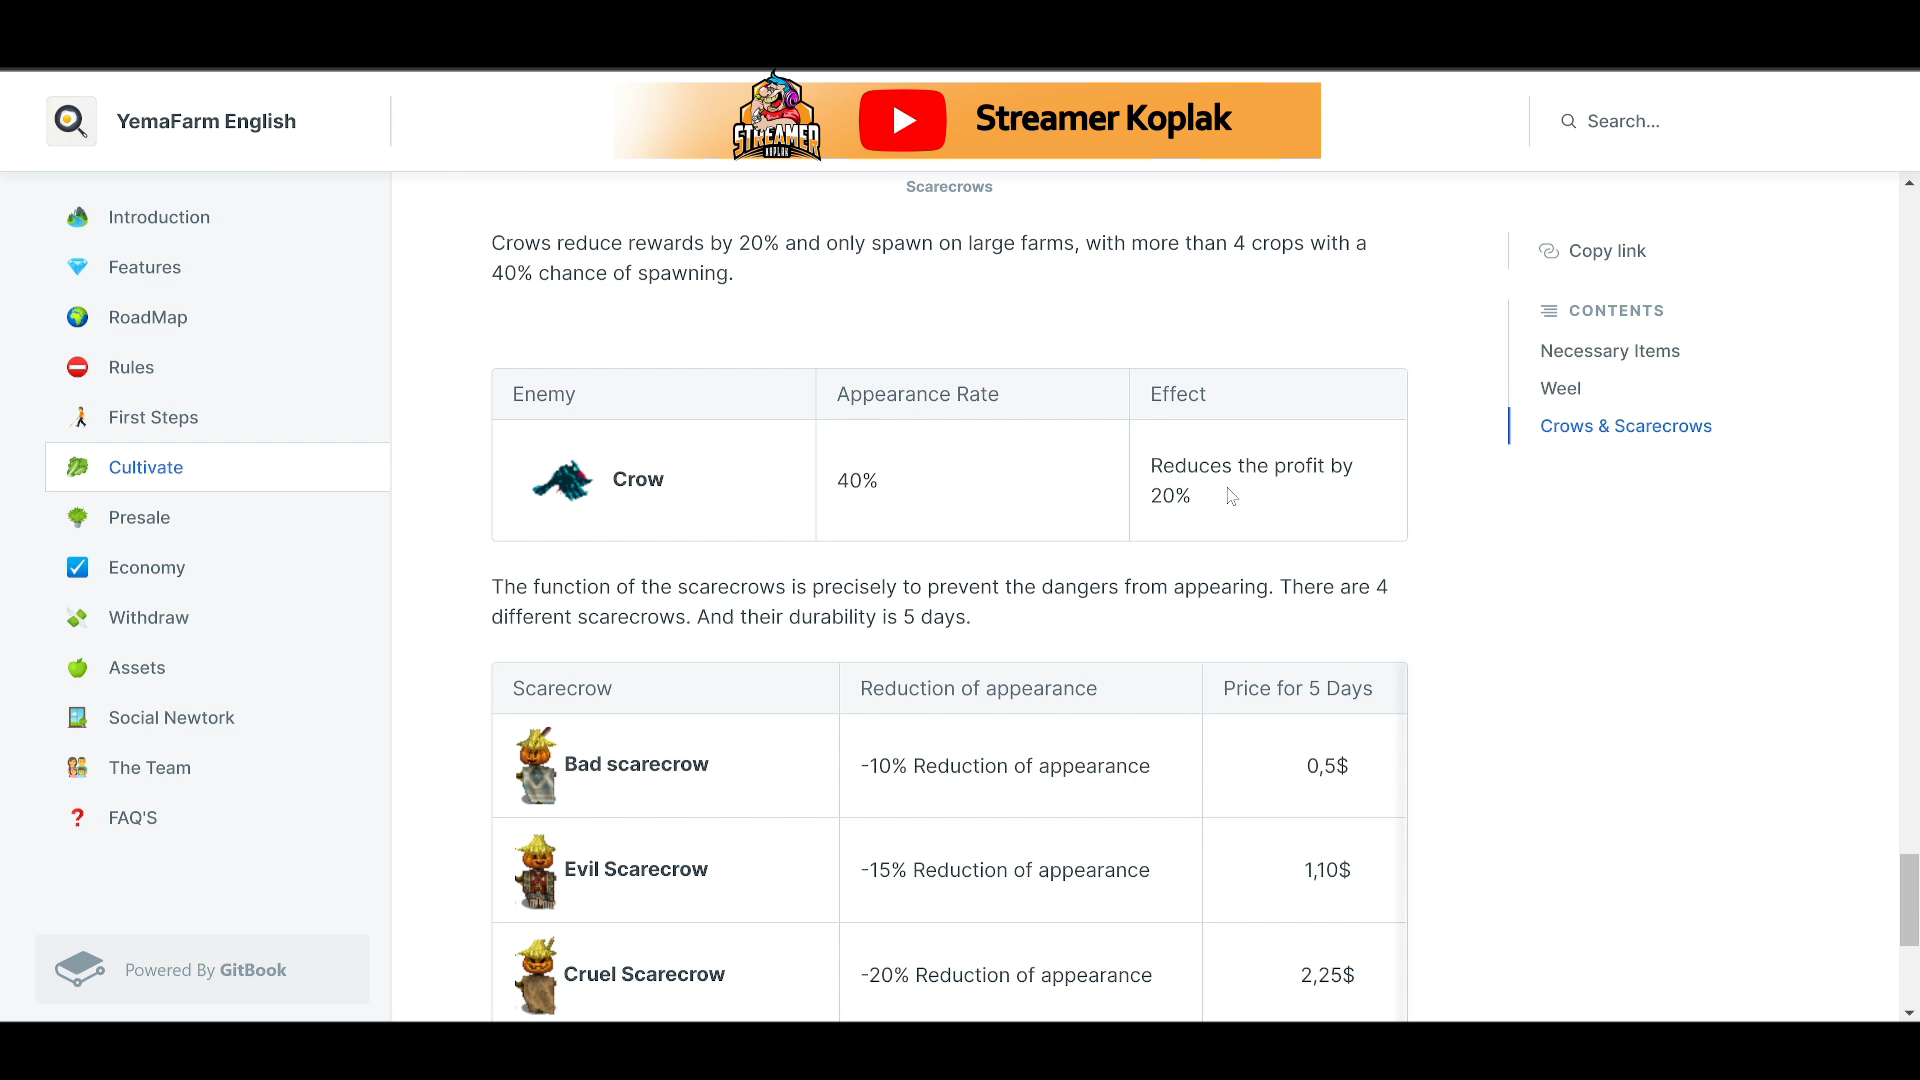 YemaFarm English
STREAMER
KOPLAK
Streamer Koplak
Search...
Introduction
Features
RoadMap
Rules
First Steps
Cultivate
Presale
Economy
Withdraw
Assets
Social Newtork
The Team
FAQ'S
Powered By GitBook
Scarecrows
Crows reduce rewards by 20% and only spawn on large farms, with more than 4 crops with a
40% chance of spawning.
Enemy Appearance Rate Effect
Crow 40% Reduces the profit by
20%
The function of the scarecrows is precisely to prevent the dangers from appearing. There are 4
different scarecrows. And their durability is 5 days.
Scarecrow Reduction of appearance Price for 5 Days
Bad scarecrow -10% Reduction of appearance 0,5$
Evil Scarecrow -15% Reduction of appearance 1,10$
Cruel Scarecrow -20% Reduction of appearance 2,25$
Copy link
CONTENTS
Necessary Items
Weel
Crows & Scarecrows